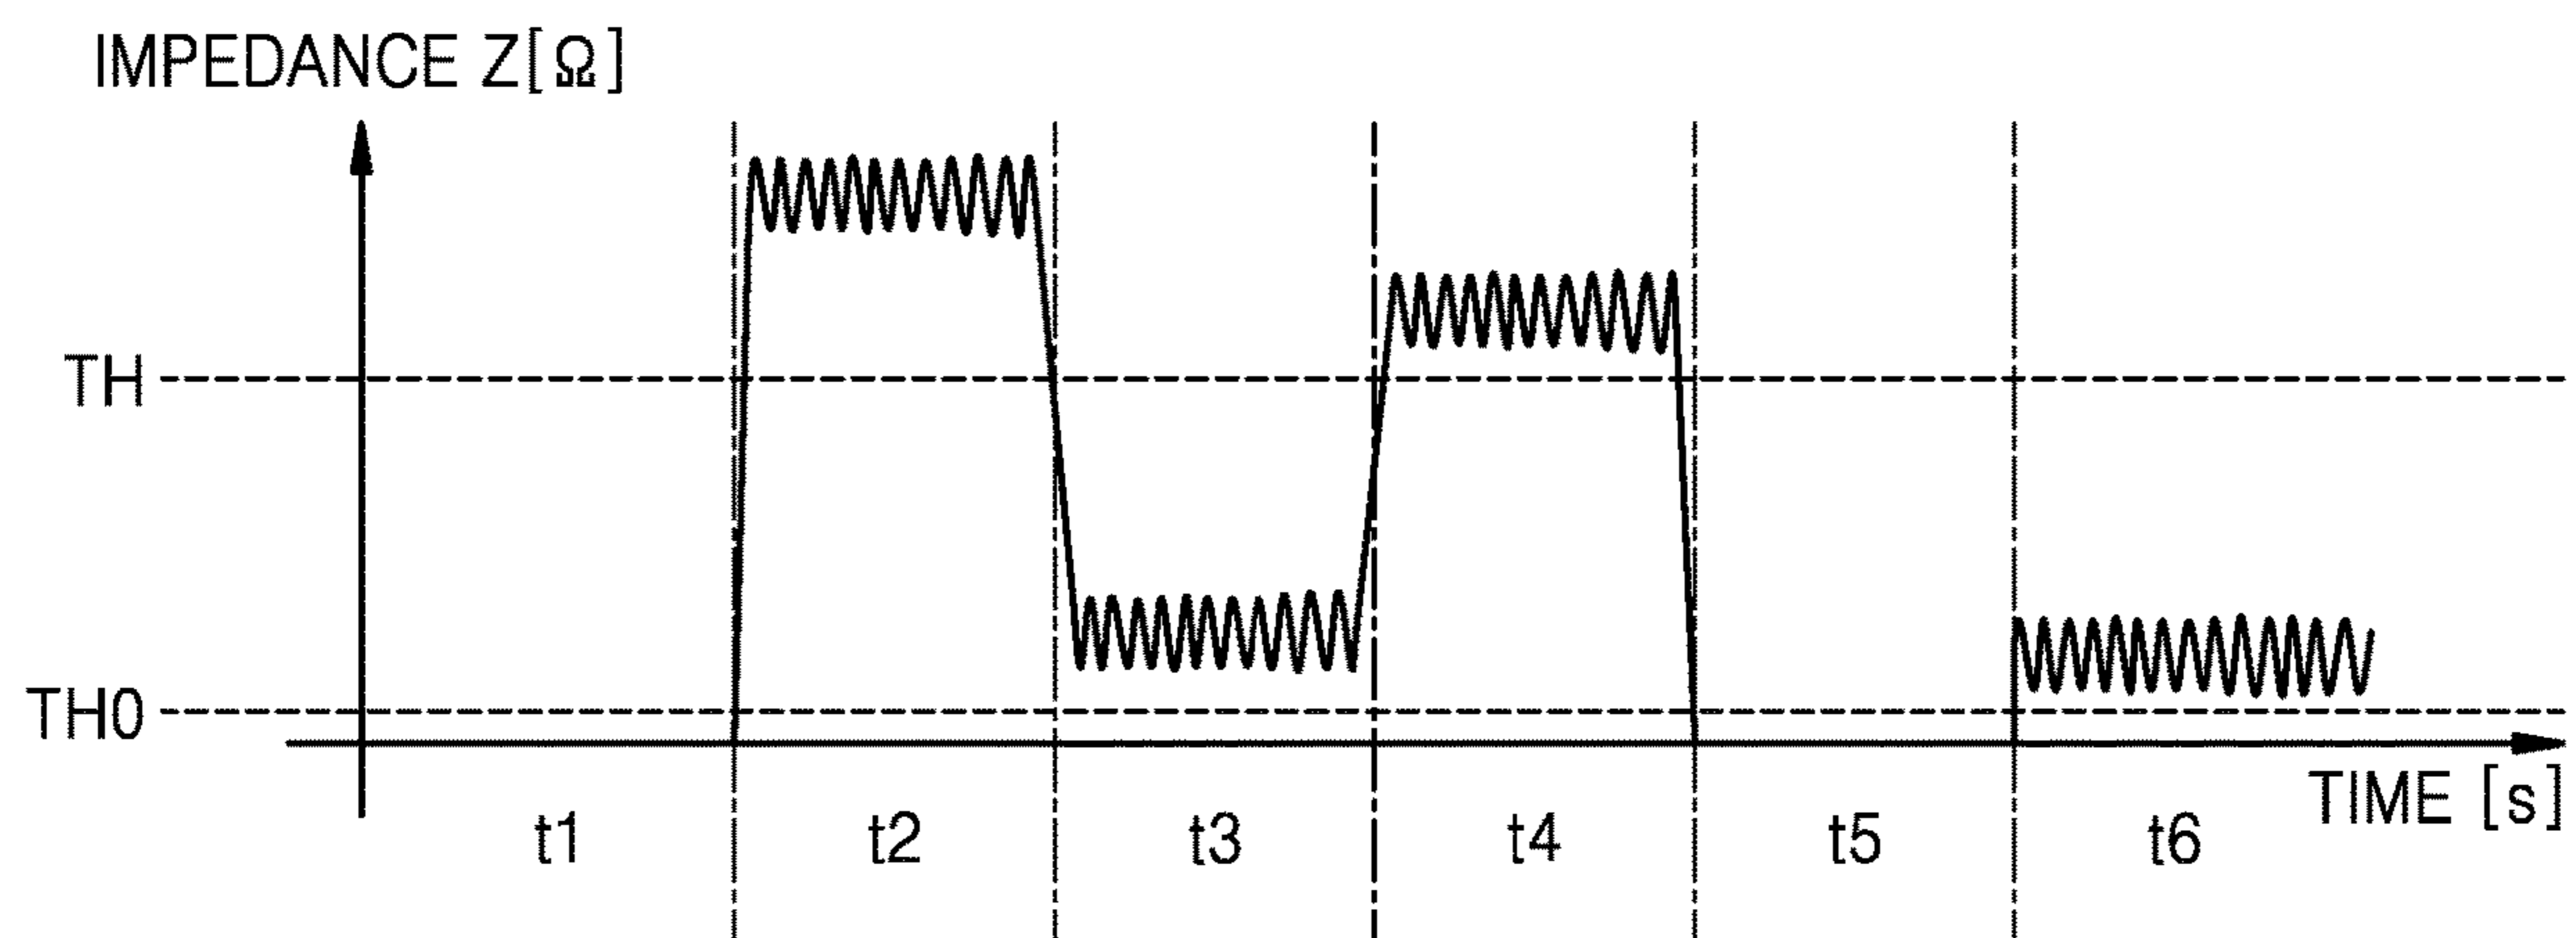 IMPEDANCE Z[Ω]
TH
TH0
TIME [s]
t1 t2 t3 t4 t5 t6